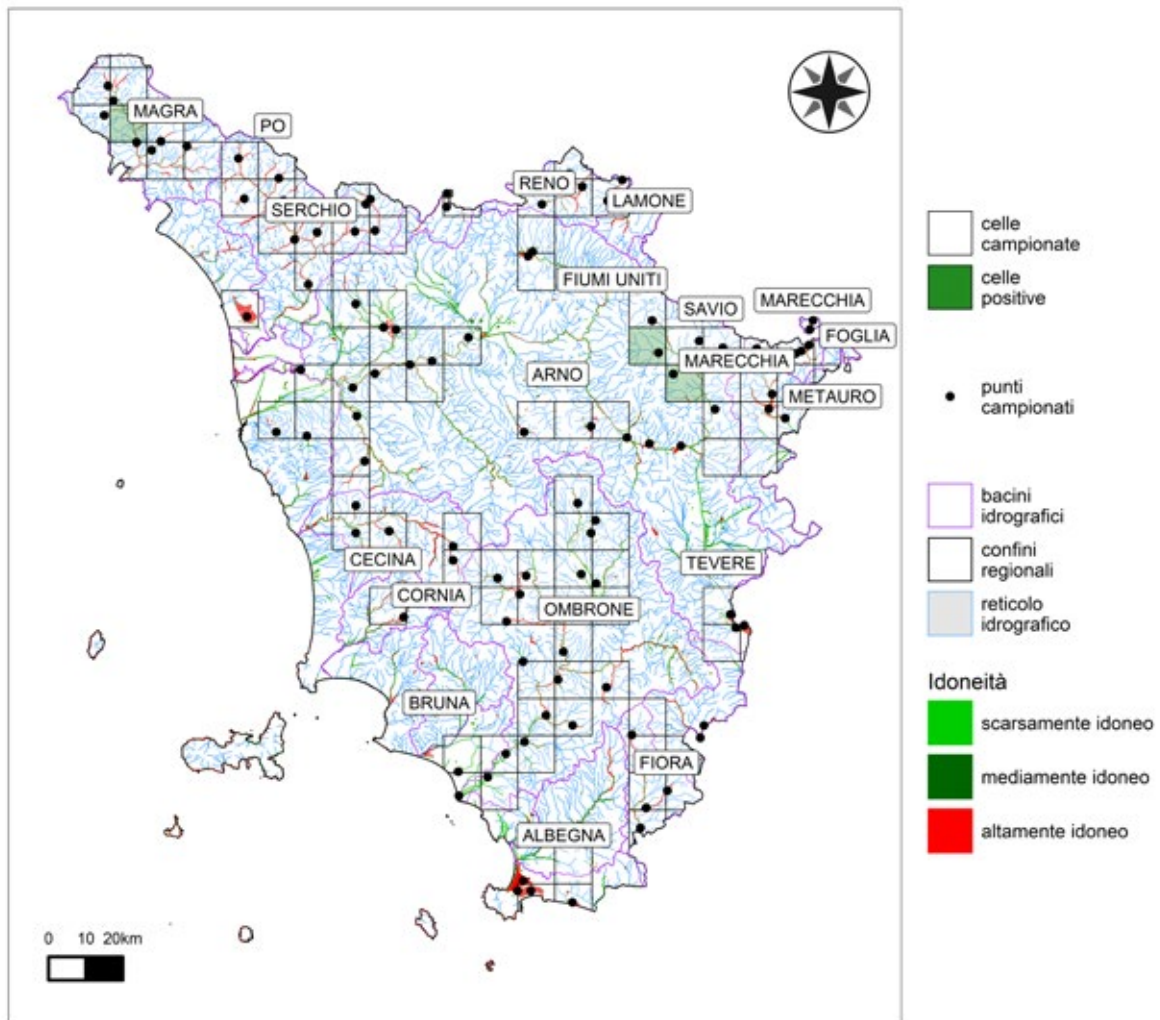 MAGRA
PO
SERCHIO
RENO
LAMONE
FIUMI UNITI
SAVIO
MARECCHIA
FOGLIA
MARECCHIA
ARNO
METAURO
CECINA
TEVERE
CORNIA
OMBRONE
BRUNA
FIORA
ALBEGNA
0 10 20km
celle
campionate
celle
positive
punti
campionati
bacini
idrografici
confini
regionali
reticolo
idrografico
Idoneità
scarsamente idoneo
mediamente idoneo
altamente idoneo